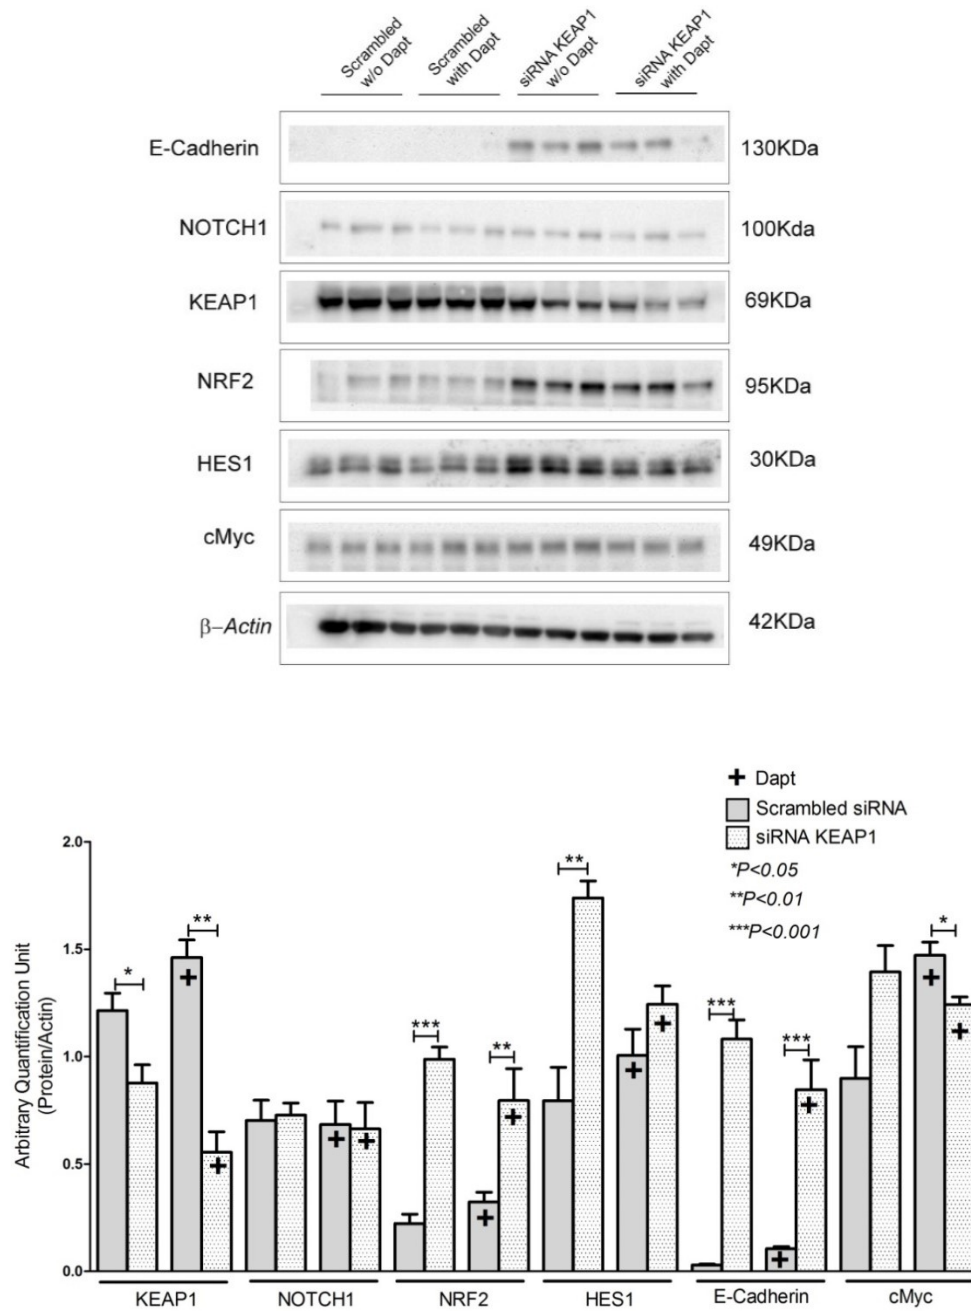 Scrambled
w/o Dapt
Scrambled
with Dapt
siRNA KEAP1
w/o Dapt
siRNA KEAP1
with Dapt
E-Cadherin 130KDa
NOTCH1 100Kda
KEAP1 69KDa
NRF2 95KDa
HES1 30KDa
cMyc 49KDa
β–Actin 42KDa
+ Dapt
Scrambled siRNA
siRNA KEAP1
*P<0.05
**P<0.01
***P<0.001
Arbitrary Quantification Unit
(Protein/Actin)
2.0
1.5
1.0
0.5
0.0
* ** *** ** ** *** *** *
+ + + + + + + + + + + +
KEAP1 NOTCH1 NRF2 HES1 E-Cadherin cMyc